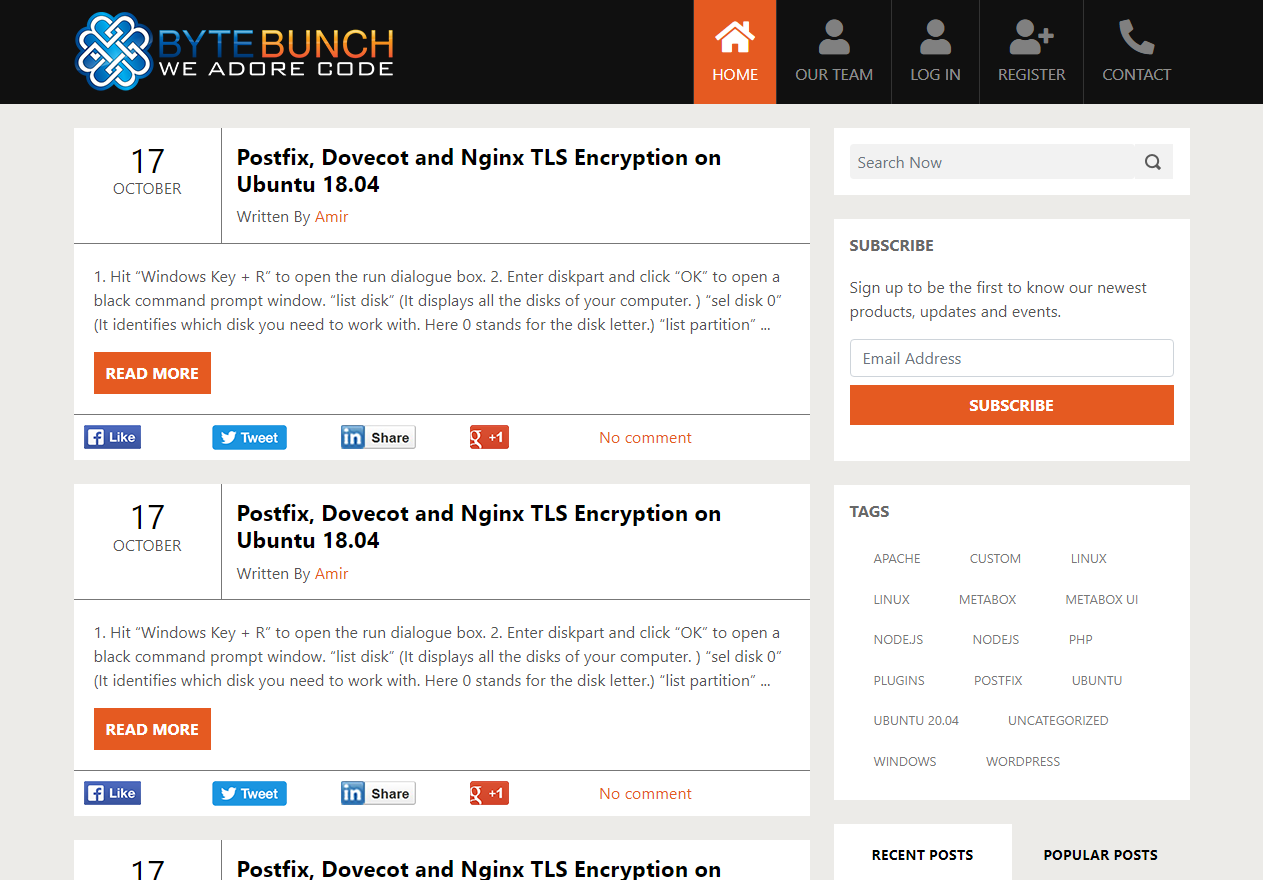 BYTEBUNCH
WE ADORE CODE
HOME
OUR TEAM
LOG IN
REGISTER
CONTACT
17
OCTOBER
Postfix, Dovecot and Nginx TLS Encryption on
Ubuntu 18.04
Written By Amir
1. Hit “Windows Key + R” to open the run dialogue box. 2. Enter diskpart and click “OK” to open a
black command prompt window. “list disk” (It displays all the disks of your computer. ) “sel disk 0”
(It identifies which disk you need to work with. Here 0 stands for the disk letter.) “list partition” ...
READ MORE
f Like
Tweet
in Share
g +1
No comment
17
OCTOBER
Postfix, Dovecot and Nginx TLS Encryption on
Ubuntu 18.04
Written By Amir
1. Hit “Windows Key + R” to open the run dialogue box. 2. Enter diskpart and click “OK” to open a
black command prompt window. “list disk” (It displays all the disks of your computer. ) “sel disk 0”
(It identifies which disk you need to work with. Here 0 stands for the disk letter.) “list partition” ...
READ MORE
f Like
Tweet
in Share
g +1
No comment
17
Postfix, Dovecot and Nginx TLS Encryption on
Search Now
SUBSCRIBE
Sign up to be the first to know our newest
products, updates and events.
Email Address
SUBSCRIBE
TAGS
APACHE CUSTOM LINUX
LINUX METABOX METABOX UI
NODEJS NODEJS PHP
PLUGINS POSTFIX UBUNTU
UBUNTU 20.04 UNCATEGORIZED
WINDOWS WORDPRESS
RECENT POSTS POPULAR POSTS